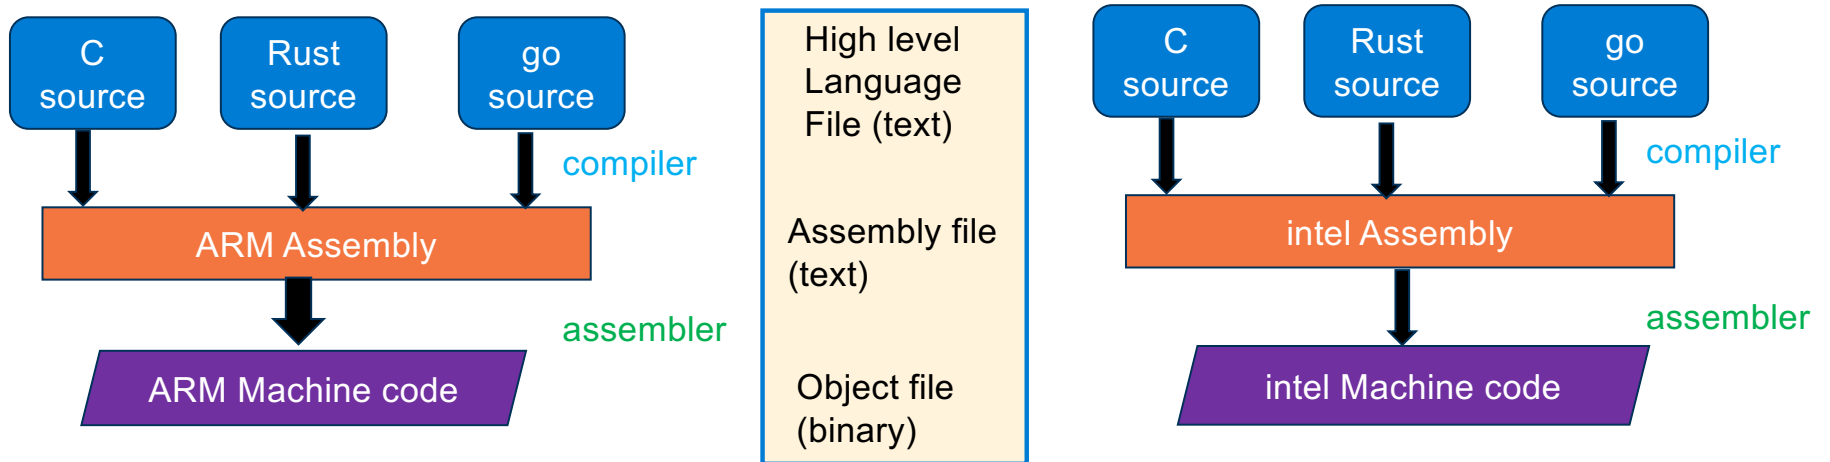 C
source
Rust
source
go
source
compiler
ARM Assembly
assembler
ARM Machine code
High level
Language
File (text)
Assembly file
(text)
Object file
(binary)
C
source
Rust
source
go
source
compiler
intel Assembly
assembler
intel Machine code